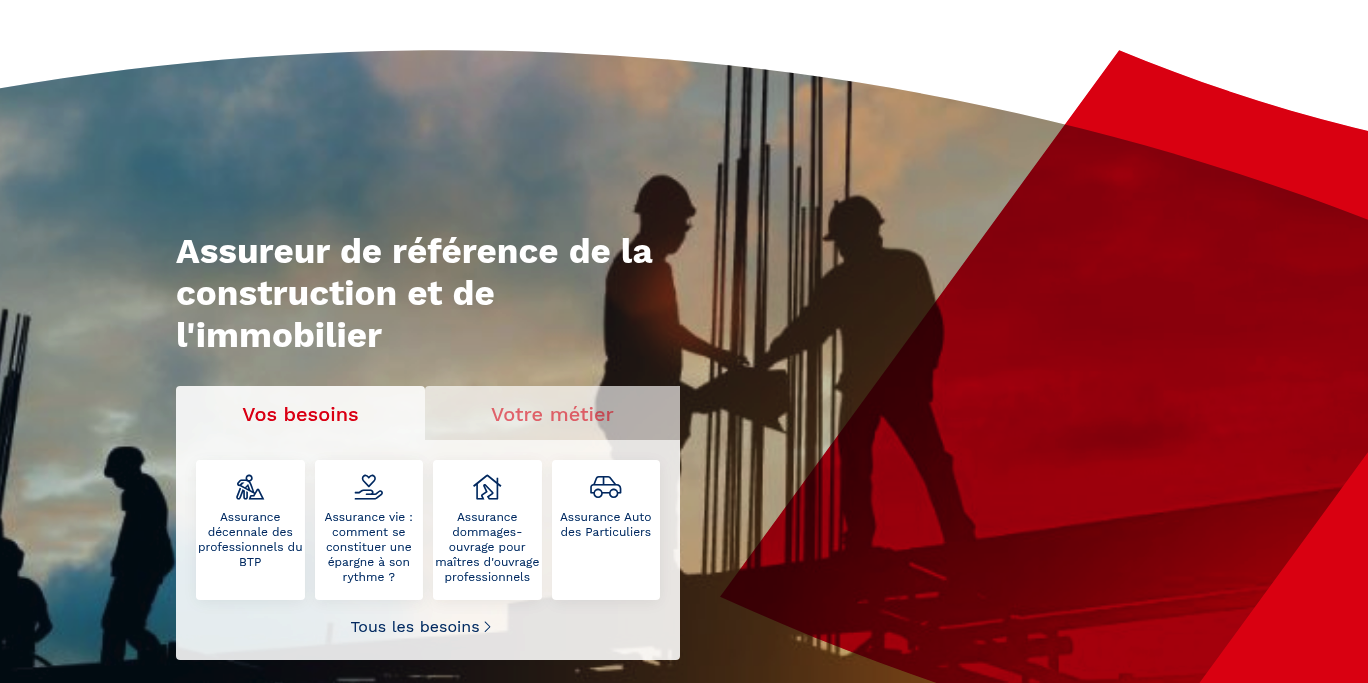 Assureur de référence de la
construction et de
l'immobilier
Vos besoins
Votre métier
Assurance
décennale des
professionnels du
BTP
Assurance vie :
comment se
constituer une
épargne à son
rythme ?
Assurance
dommages-
ouvrage pour
maîtres d'ouvrage
professionnels
Assurance Auto
des Particuliers
Tous les besoins